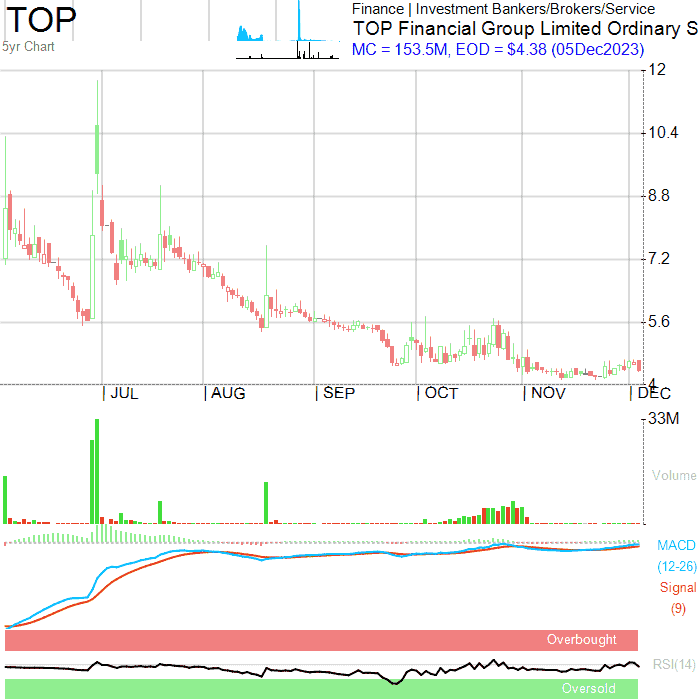 TOP
Finance | Investment Bankers/Brokers/Service
TOP Financial Group Limited Ordinary S
5yr Chart
MC = 153.5M, EOD = $4.38 (05Dec2023)
12
10.4
8.8
7.2
5.6
4
JUL
AUG
SEP
OCT
NOV
DEC
33M
Volume
MACD
(12-26)
Signal
(9)
Overbought
RSI(14)
Oversold